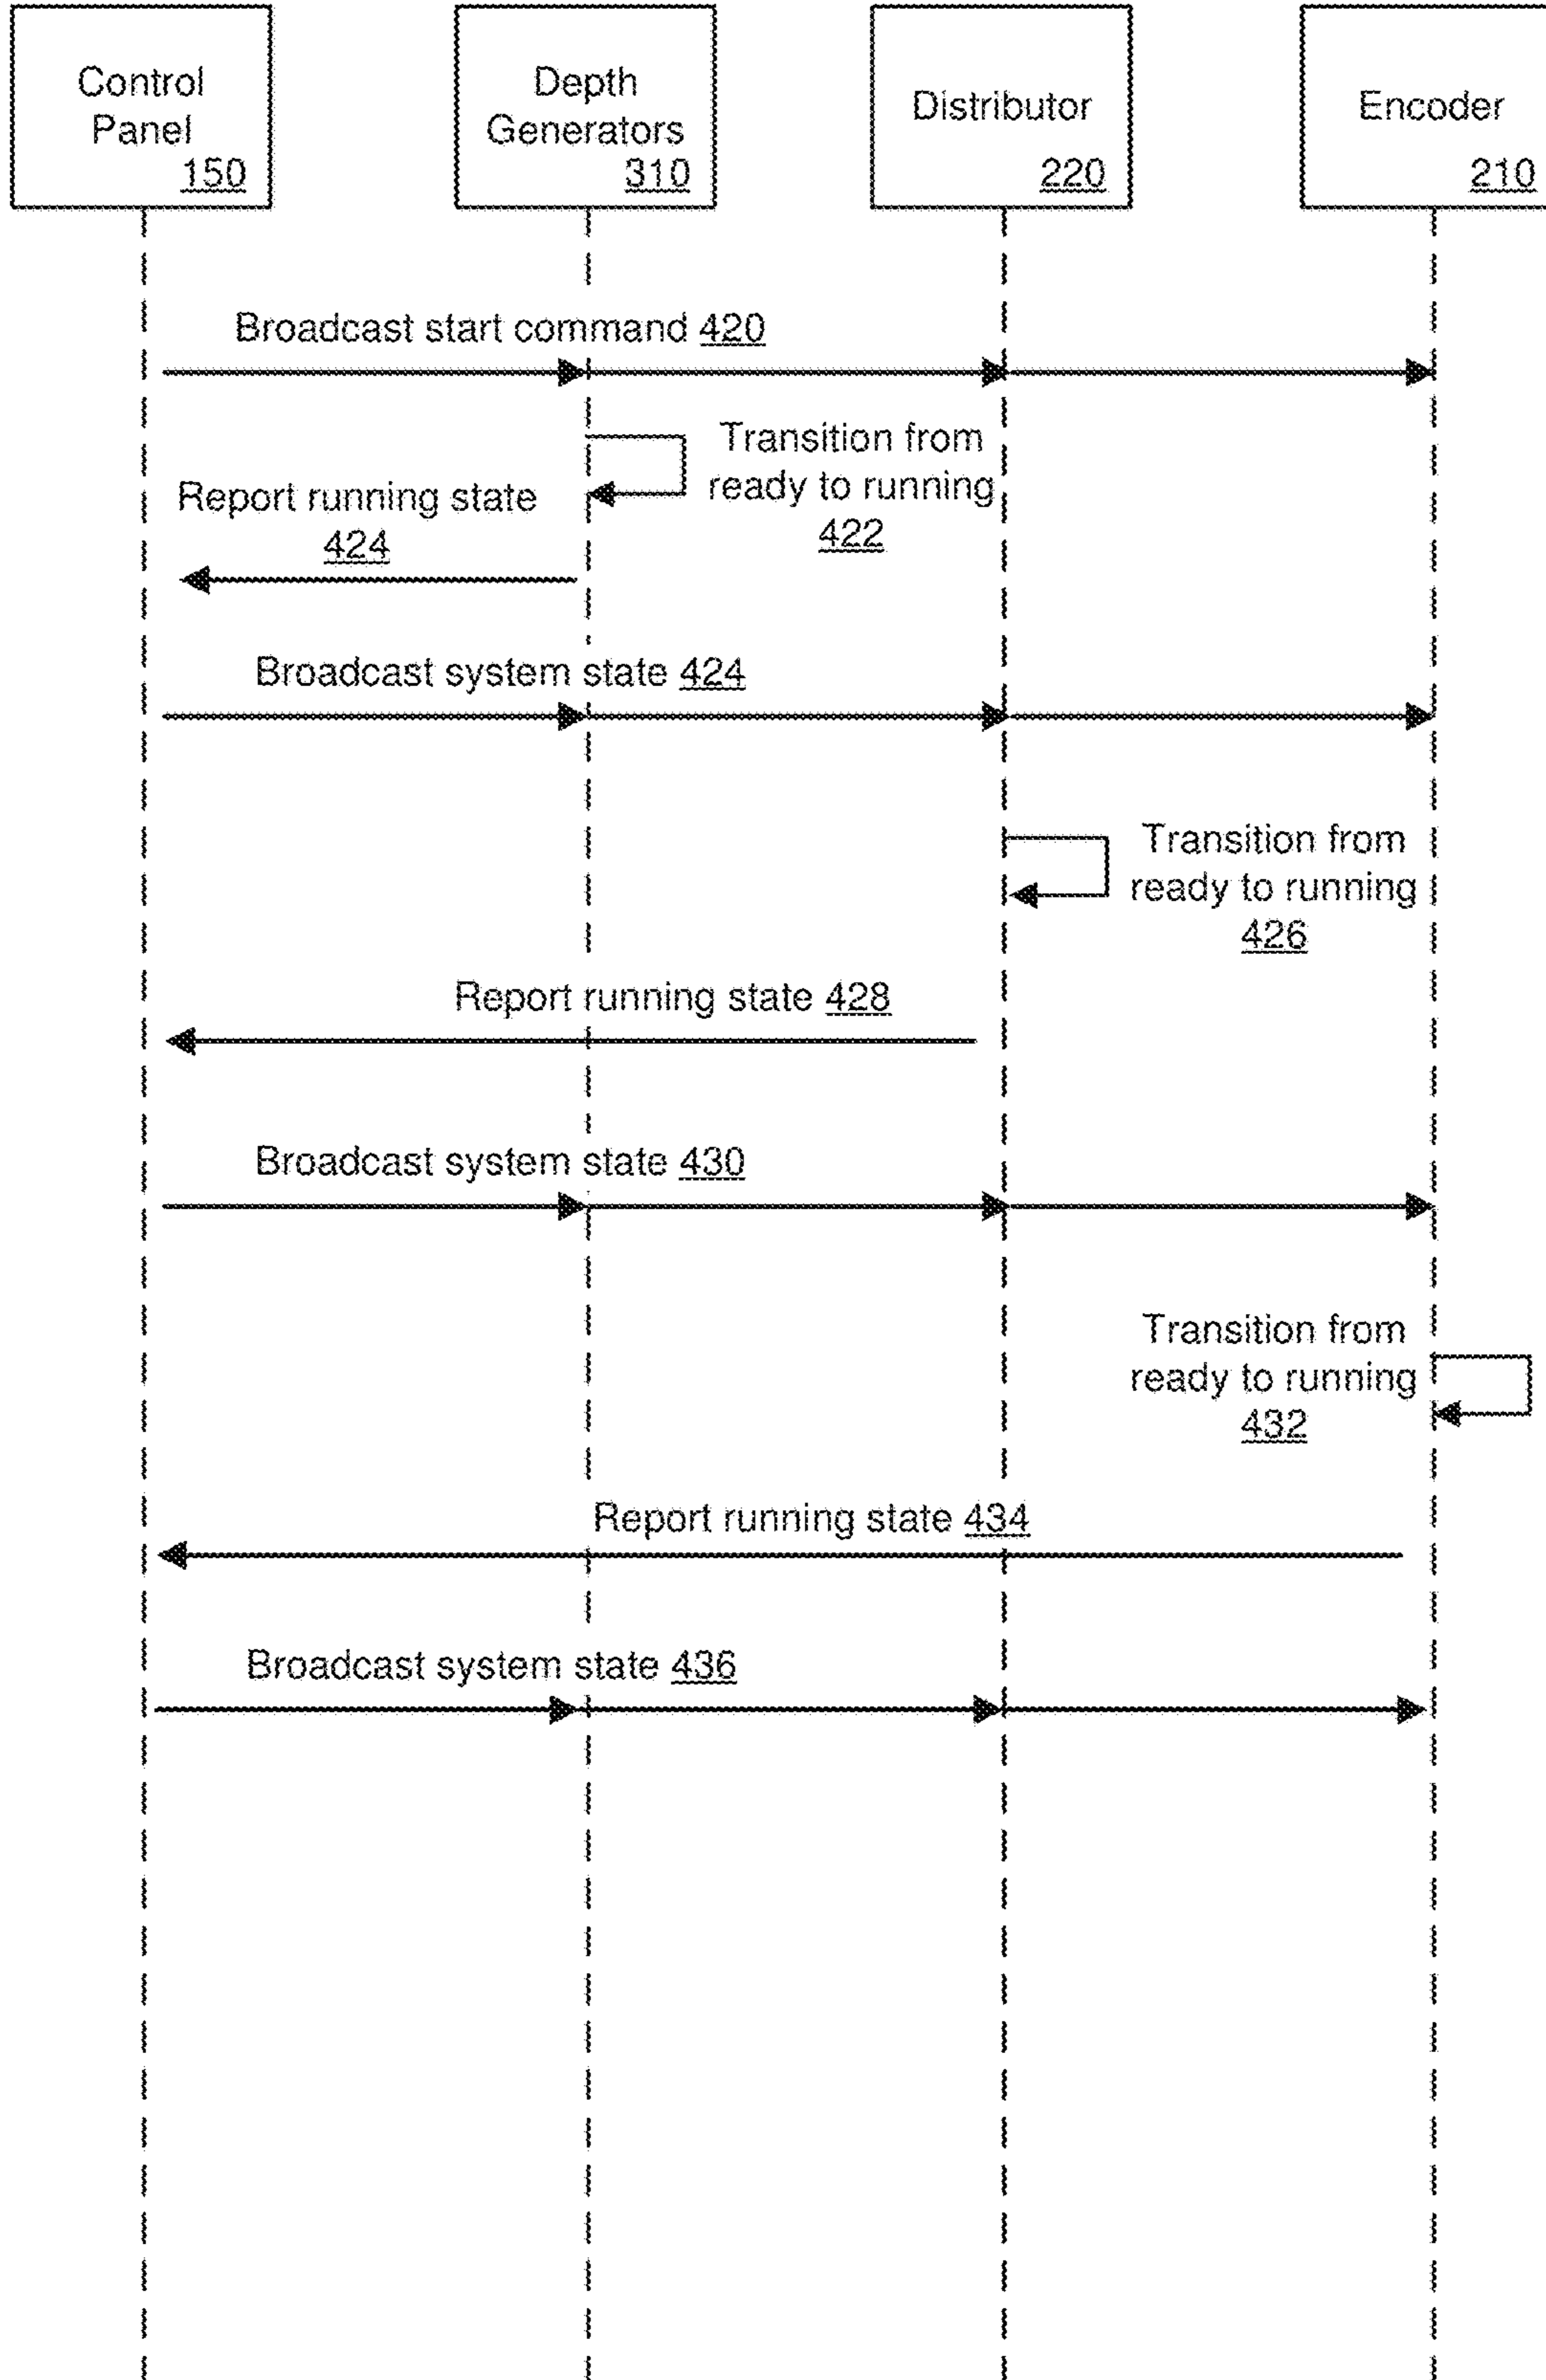 Control
Panel
150
Depth
Generators
310
Distributor
220
Encoder
210
Broadcast start command 420
Transition from
ready to running
422
Report running state
424
Broadcast system state 424
Transition from
ready to running
426
Report running state 428
Broadcast system state 430
Transition from
ready to running
432
Report running state 434
Broadcast system state 436